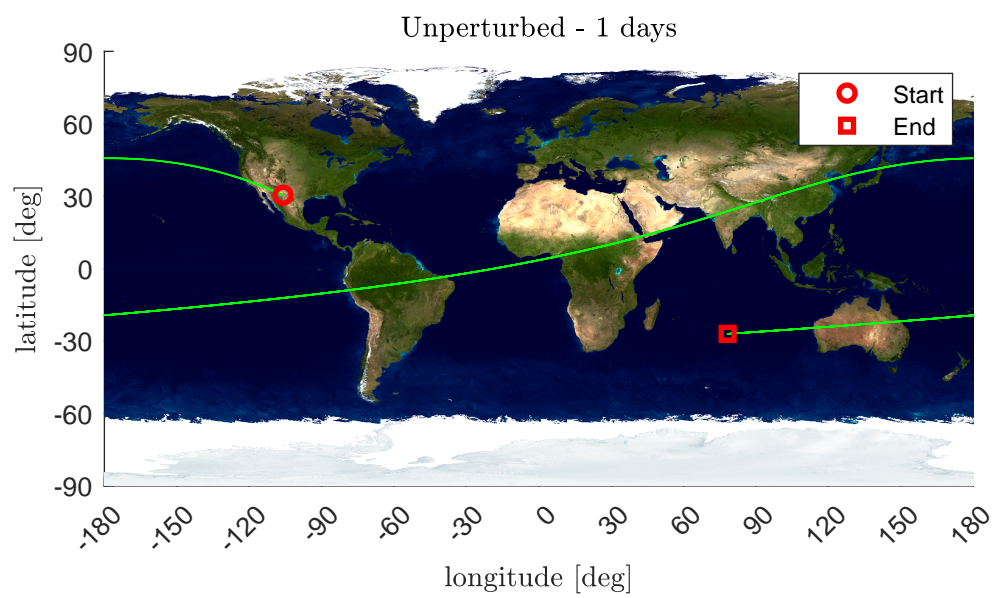 Unperturbed - 1 days
Start
End
latitude [deg]
90
60
30
0
-30
-60
-90
-180 -150 -120 -90 -60 -30 0 30 60 90 120 150 180
longitude [deg]